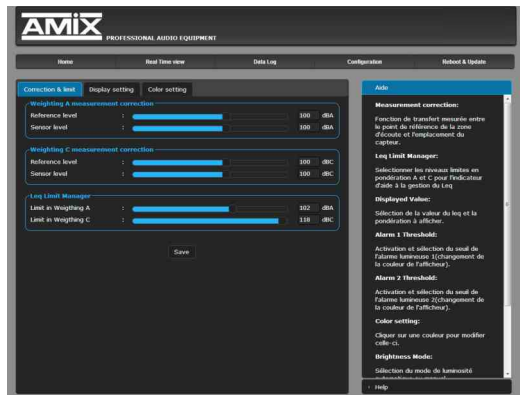 AMIX
PROFESSIONAL AUDIO EQUIPMENT
Home
Real Time view
Data Log
Configuration
Reboot & Update
Correction & limit
Display setting
Color setting
Weighting A measurement correction
Reference level : 100 dBA
Sensor level : 100 dBA
Weighting C measurement correction
Reference level : 100 dBC
Sensor level : 100 dBC
Leq Limit Manager
Limit in Weigthing A : 102 dBA
Limit in Weigthing C : 118 dBC
Save
Aide
Measurement correction:
Fonction de transfert mesurée entre
le point de référence de la zone
d'écoute et l'emplacement du
capteur.
Leq Limit Manager:
Selectionner les niveaux limites en
pondération A et C pour l'indicateur
d'aide à la gestion du Leq
Displayed Value:
Sélection de la valeur du leq et la
pondération à afficher.
Alarm 1 Threshold:
Activation et sélection du seuil de
l'alarme lumineuse 1(changement de
la couleur de l'afficheur).
Alarm 2 Threshold:
Activation et sélection du seuil de
l'alarme lumineuse 2(changement de
la couleur de l'afficheur).
Color setting:
Cliquer sur une couleur pour modifier
celle-ci.
Brightness Mode:
Sélection du mode de luminosité
Help